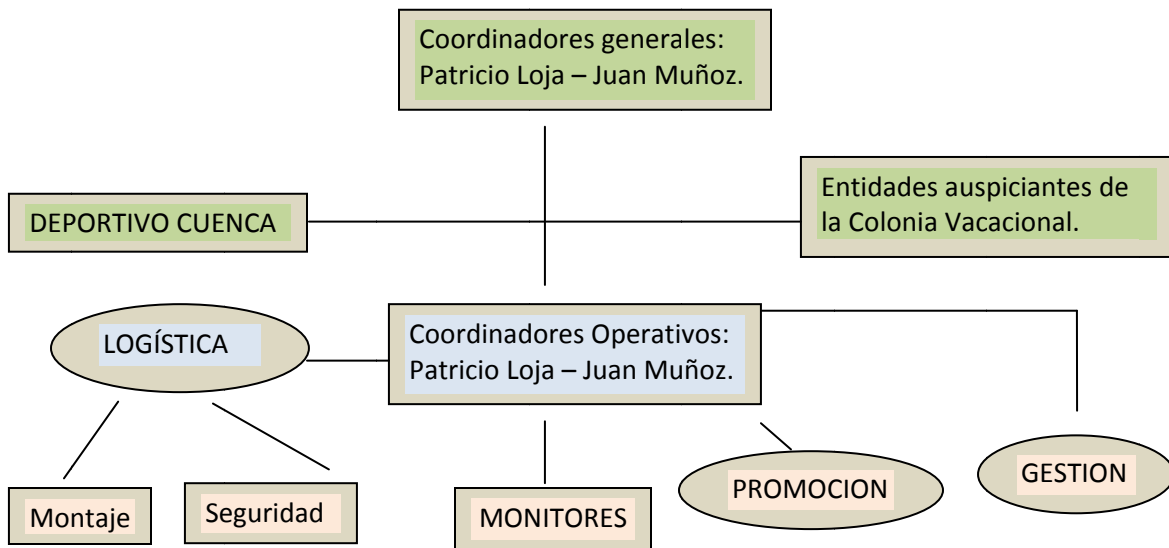 Coordinadores generales:
Patricio Loja – Juan Muñoz.
DEPORTIVO CUENCA
Entidades auspiciantes de
la Colonia Vacacional.
LOGÍSTICA
Coordinadores Operativos:
Patricio Loja – Juan Muñoz.
Montaje
Seguridad
MONITORES
PROMOCION
GESTION